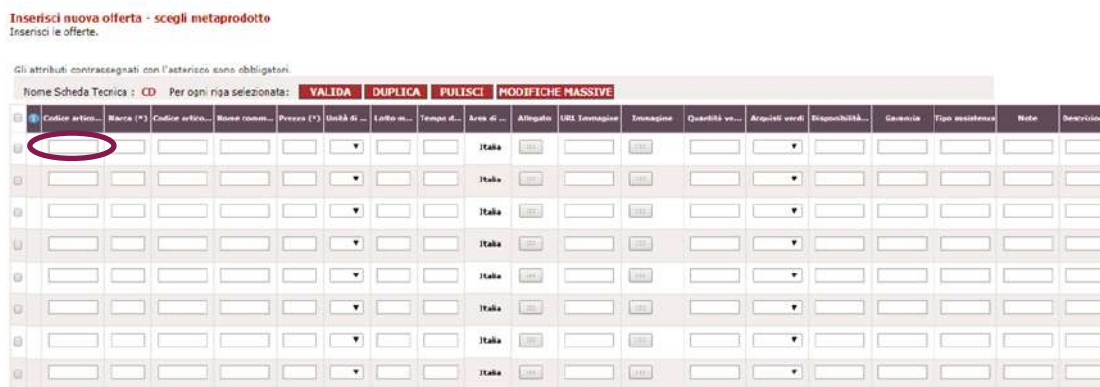 Inserisci nuova offerta - scegli metaprodotto
Inserisci le offerte.
Gli attributi contrassegnati con l'asterisco sono obbligatori.
Nome Scheda Tecnica : CD Per ogni riga selezionata: VALIDA DUPLICA PULISCI MODIFICHE MASSIVE
Codice artico... Marca (*) Codice artico... Nome comm... Prezzo (*) Unità di ... Lotto m... Tempo d... Area di ... Allegato URL Immagine Immagine Quantità ve... Acquisti verdi Disponibilità... Garanzia Tipo assistenza Note Descrizion
Italia
Italia
Italia
Italia
Italia
Italia
Italia
Italia